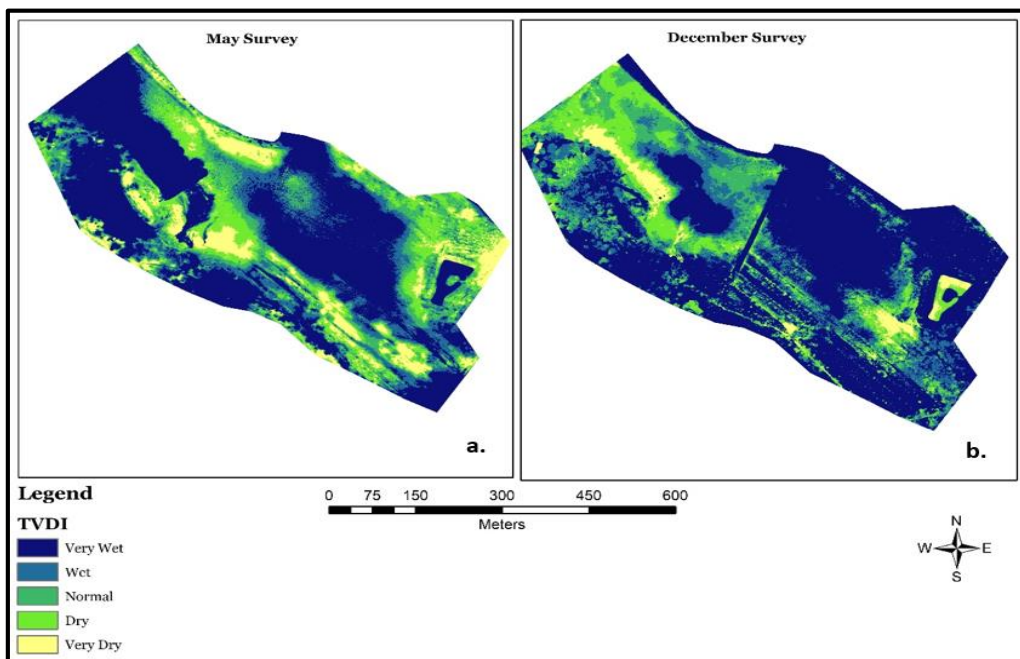 May Survey
December Survey
a.
b.
Legend
TVDI
Very Wet
Wet
Normal
Dry
Very Dry
0 75 150 300 450 600
Meters
N
W E
S